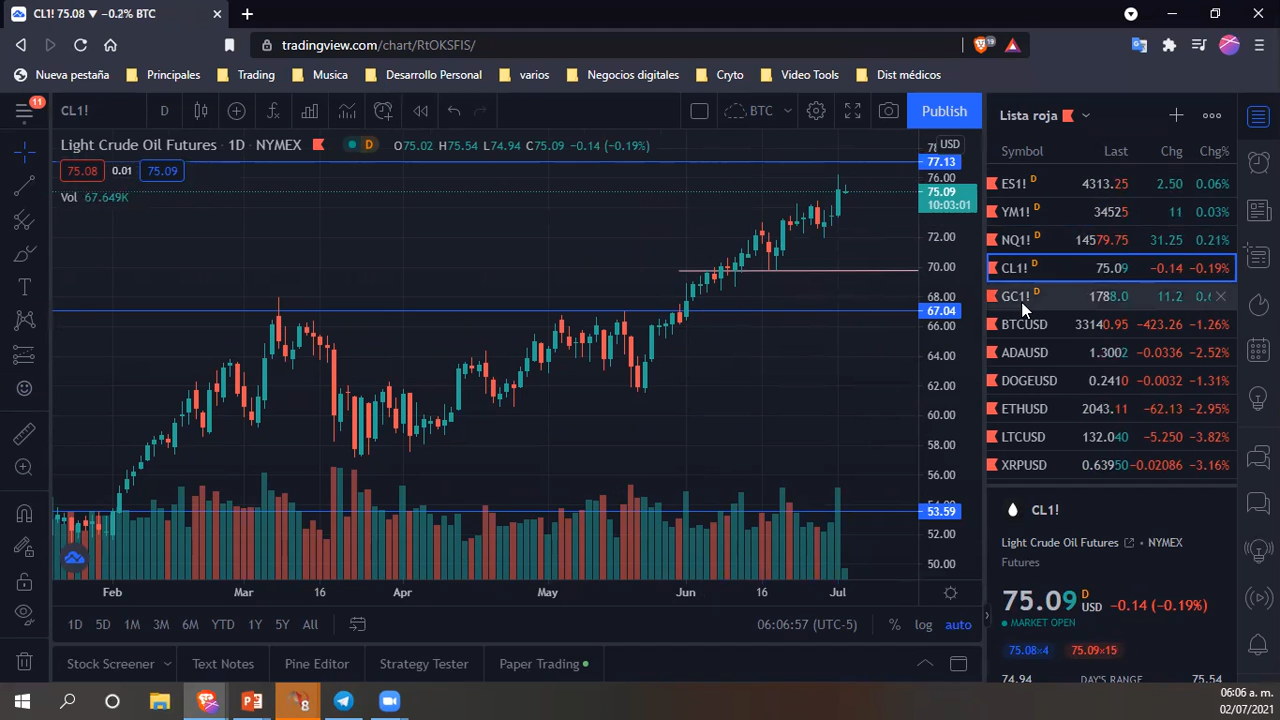 CL1! 75.08 ▼ −0.2% BTC
tradingview.com/chart/RtOKSFIS/
19
Nueva pestaña Principales Trading Musica Desarrollo Personal varios Negocios digitales Cryto Video Tools Dist médicos
11
CL1! D BTC Publish
Light Crude Oil Futures · 1D · NYMEX D O75.02 H75.54 L74.94 C75.09 −0.14 (−0.19%)
75.08 0.01 75.09
Vol 67.649K
USD
77.13
76.00
75.09
10:03:01
72.00
70.00
68.00
67.04
66.00
64.00
62.00
60.00
58.00
56.00
54.00
53.59
52.00
50.00
Feb Mar 16 Apr May Jun 16 Jul
1D 5D 1M 3M 6M YTD 1Y 5Y All 06:06:57 (UTC-5) % log auto
Stock Screener Text Notes Pine Editor Strategy Tester Paper Trading
Lista roja
Symbol Last Chg Chg%
ES1! D 4313.25 2.50 0.06%
YM1! D 34525 11 0.03%
NQ1! D 14579.75 31.25 0.21%
CL1! D 75.09 −0.14 −0.19%
GC1! D 1788.0 11.2
BTCUSD 33140.95 −423.26 −1.26%
ADAUSD 1.3002 −0.0336 −2.52%
DOGEUSD 0.2410 −0.0032 −1.31%
ETHUSD 2043.11 −62.13 −2.95%
LTCUSD 132.040 −5.250 −3.82%
XRPUSD 0.63950 −0.02086 −3.16%
CL1!
Light Crude Oil Futures • NYMEX
Futures
75.09 D USD −0.14 (−0.19%)
MARKET OPEN
75.08×4 75.09×15
74.94 DAY'S RANGE 75.54
8
06:06 a. m.
02/07/2021